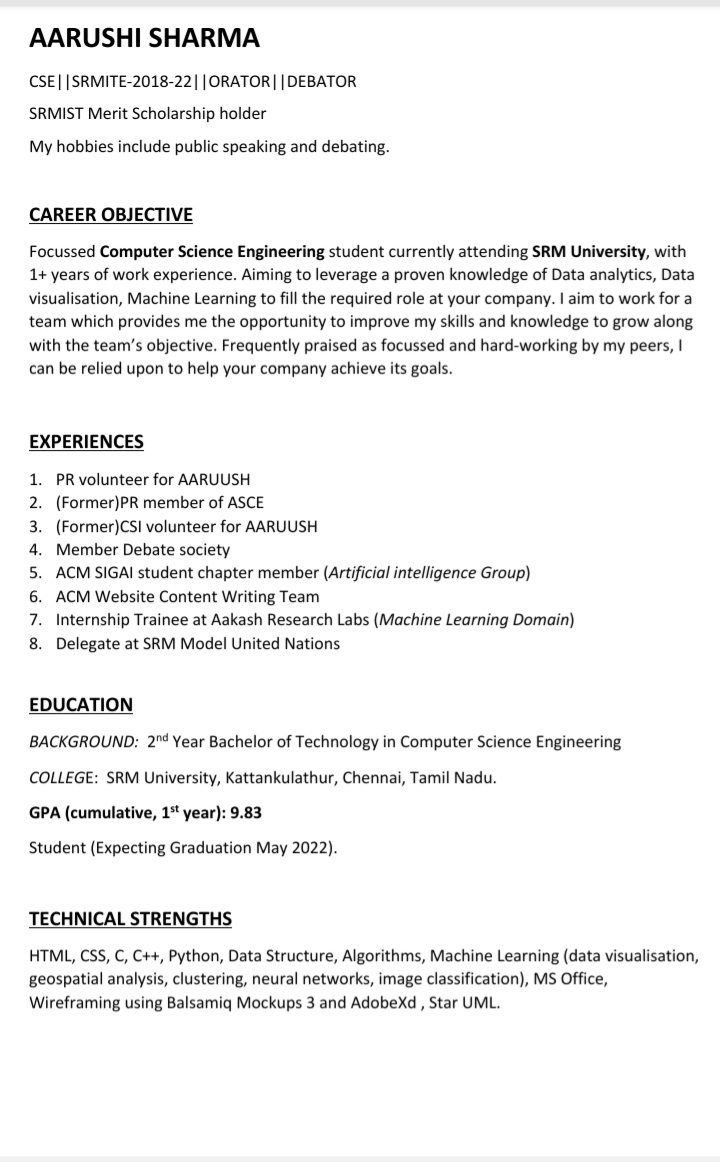 AARUSHI SHARMA
CSE||SRMITE-2018-22||ORATOR||DEBATOR
SRMIST Merit Scholarship holder
My hobbies include public speaking and debating.
CAREER OBJECTIVE
Focussed Computer Science Engineering student currently attending SRM University, with
1+ years of work experience. Aiming to leverage a proven knowledge of Data analytics, Data
visualisation, Machine Learning to fill the required role at your company. I aim to work for a
team which provides me the opportunity to improve my skills and knowledge to grow along
with the team’s objective. Frequently praised as focussed and hard-working by my peers, I
can be relied upon to help your company achieve its goals.
EXPERIENCES
1. PR volunteer for AARUUSH
2. (Former)PR member of ASCE
3. (Former)CSI volunteer for AARUUSH
4. Member Debate society
5. ACM SIGAI student chapter member (Artificial intelligence Group)
6. ACM Website Content Writing Team
7. Internship Trainee at Aakash Research Labs (Machine Learning Domain)
8. Delegate at SRM Model United Nations
EDUCATION
BACKGROUND: 2nd Year Bachelor of Technology in Computer Science Engineering
COLLEGE: SRM University, Kattankulathur, Chennai, Tamil Nadu.
GPA (cumulative, 1st year): 9.83
Student (Expecting Graduation May 2022).
TECHNICAL STRENGTHS
HTML, CSS, C, C++, Python, Data Structure, Algorithms, Machine Learning (data visualisation,
geospatial analysis, clustering, neural networks, image classification), MS Office,
Wireframing using Balsamiq Mockups 3 and AdobeXd , Star UML.